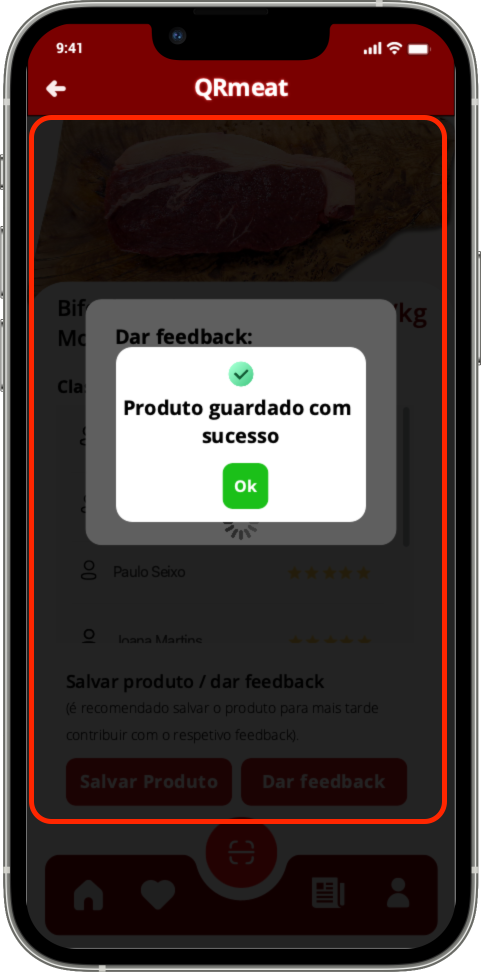 9:41
QRmeat
/kg
Dar feedback:
Produto guardado com
sucesso
Ok
Paulo Seixo
Joana Martins
Salvar produto / dar feedback
(é recomendado salvar o produto para mais tarde
contribuir com o respetivo feedback).
Salvar Produto
Dar feedback